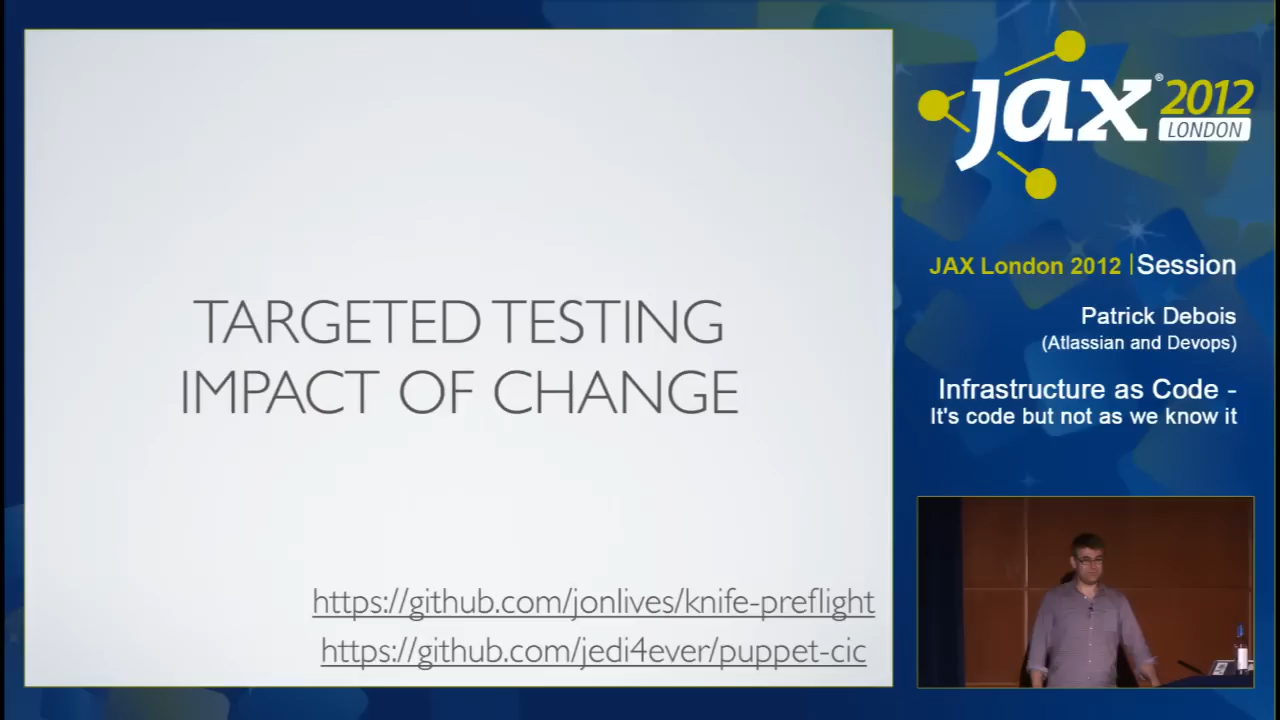 TARGETED TESTING
IMPACT OF CHANGE
https://github.com/jonlives/knife-preflight
https://github.com/jedi4ever/puppet-cic
jax® 2012
LONDON
JAX London 2012 | Session
Patrick Debois
(Atlassian and Devops)
Infrastructure as Code -
It's code but not as we know it